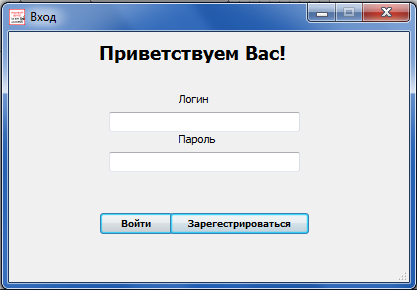 Вход
Приветствуем Вас!
Логин
Пароль
Войти Зарегестрироваться